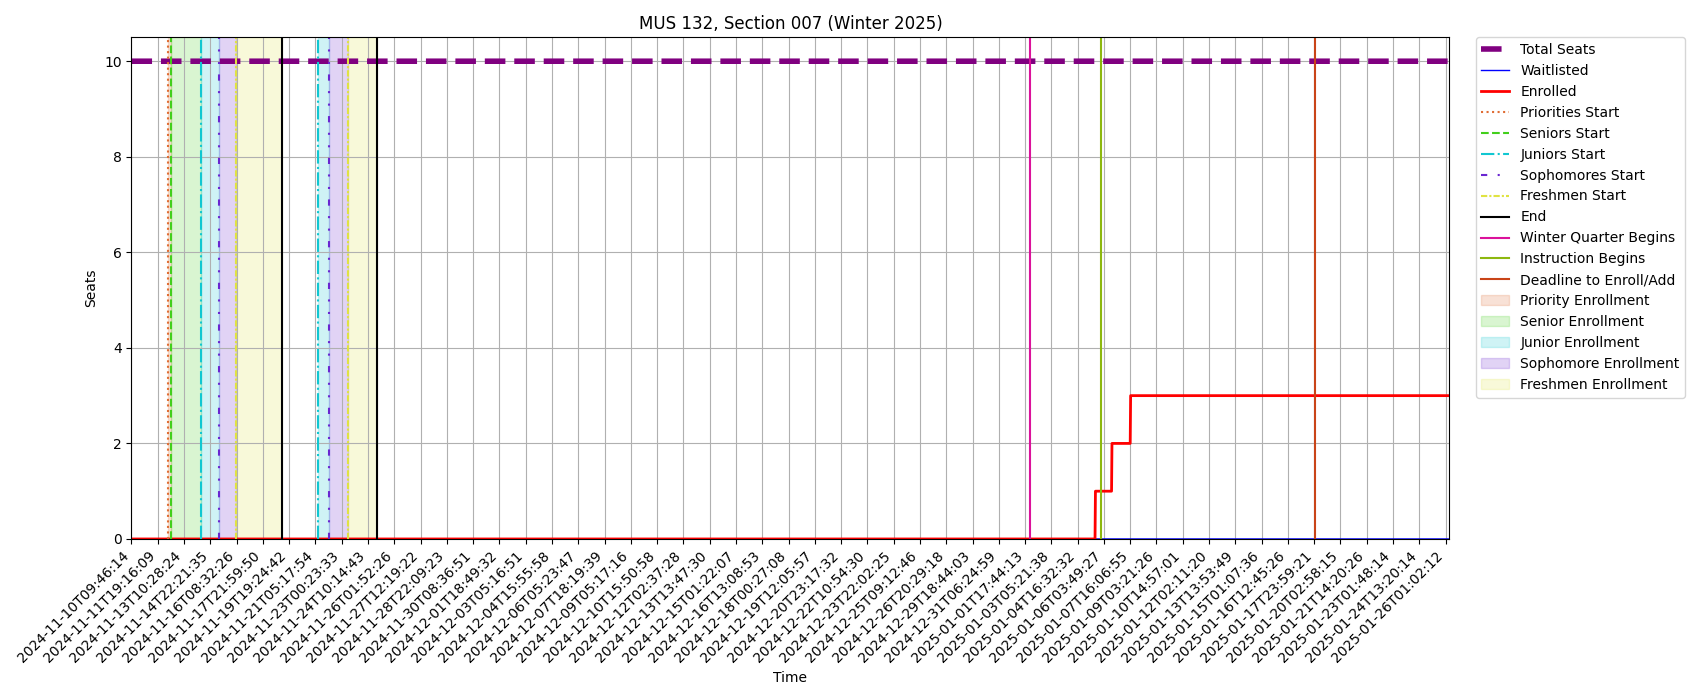 MUS 132, Section 007 (Winter 2025)
10
8
6
4
2
0
Seats
2024-11-10T09:46:14
2024-11-11T19:16:09
2024-11-13T10:28:24
2024-11-14T22:21:35
2024-11-16T08:32:26
2024-11-17T21:59:50
2024-11-19T19:24:42
2024-11-21T05:17:54
2024-11-23T00:23:33
2024-11-24T10:14:43
2024-11-26T01:52:26
2024-11-27T12:19:22
2024-11-28T22:09:23
2024-11-30T08:36:51
2024-12-01T18:49:32
2024-12-03T05:16:51
2024-12-04T15:55:58
2024-12-06T05:23:47
2024-12-07T18:19:39
2024-12-09T05:17:16
2024-12-10T15:50:58
2024-12-12T02:37:28
2024-12-13T13:47:30
2024-12-15T01:22:07
2024-12-16T13:08:53
2024-12-18T00:27:08
2024-12-19T12:05:57
2024-12-20T23:17:32
2024-12-22T10:54:30
2024-12-23T22:02:25
2024-12-25T09:12:46
2024-12-26T20:29:18
2024-12-29T18:44:03
2024-12-31T06:24:59
2025-01-01T17:44:13
2025-01-03T05:21:38
2025-01-04T16:32:32
2025-01-06T03:49:27
2025-01-07T16:06:55
2025-01-09T03:21:26
2025-01-10T14:57:01
2025-01-12T02:11:20
2025-01-13T13:53:49
2025-01-15T01:07:36
2025-01-16T12:45:26
2025-01-17T23:59:21
2025-01-20T02:58:15
2025-01-21T14:20:26
2025-01-23T01:48:14
2025-01-24T13:20:14
2025-01-26T01:02:12
Time
Total Seats
Waitlisted
Enrolled
Priorities Start
Seniors Start
Juniors Start
Sophomores Start
Freshmen Start
End
Winter Quarter Begins
Instruction Begins
Deadline to Enroll/Add
Priority Enrollment
Senior Enrollment
Junior Enrollment
Sophomore Enrollment
Freshmen Enrollment